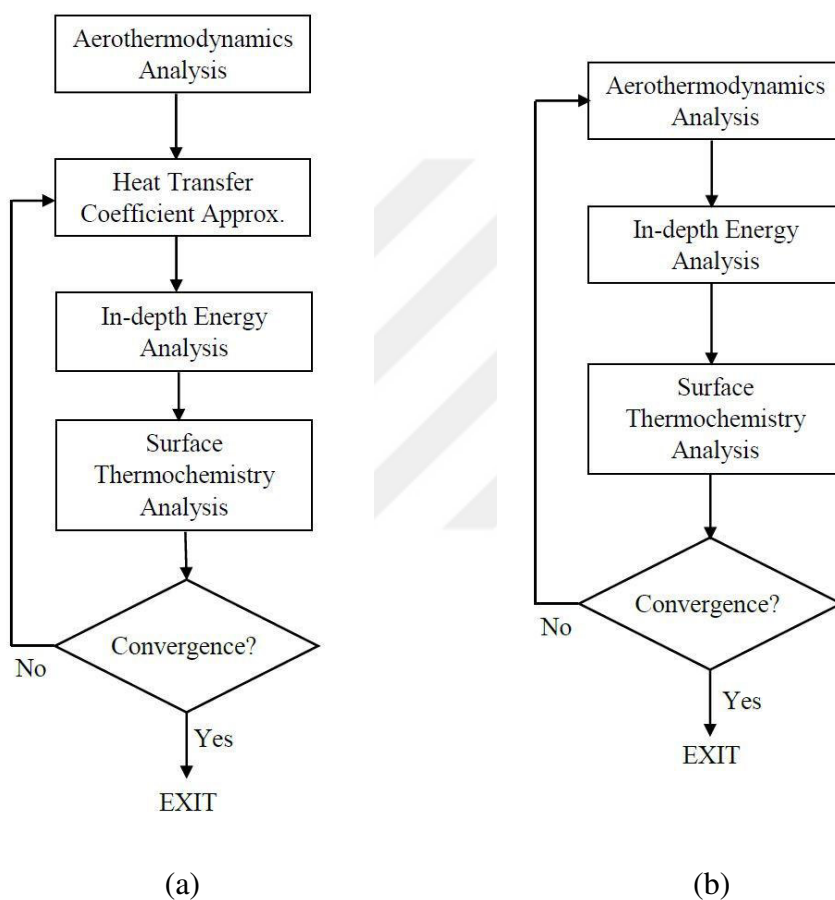 Aerothermodynamics
Analysis
Heat Transfer
Coefficient Approx.
In-depth Energy
Analysis
Surface
Thermochemistry
Analysis
Convergence?
No
Yes
EXIT
(a)
Aerothermodynamics
Analysis
In-depth Energy
Analysis
Surface
Thermochemistry
Analysis
Convergence?
No
Yes
EXIT
(b)